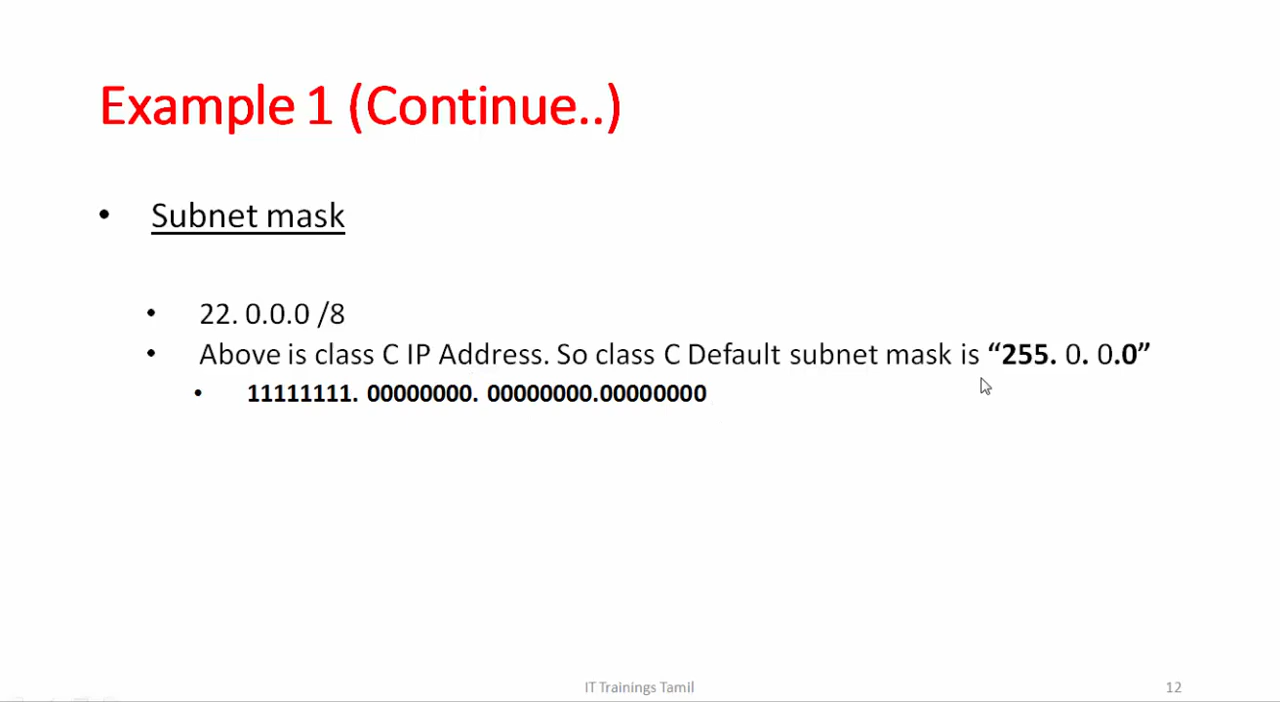 Example 1 (Continue..)
• Subnet mask
• 22. 0.0.0 /8
• Above is class C IP Address. So class C Default subnet mask is “255. 0. 0.0”
• 11111111. 00000000. 00000000.00000000
IT Trainings Tamil
12